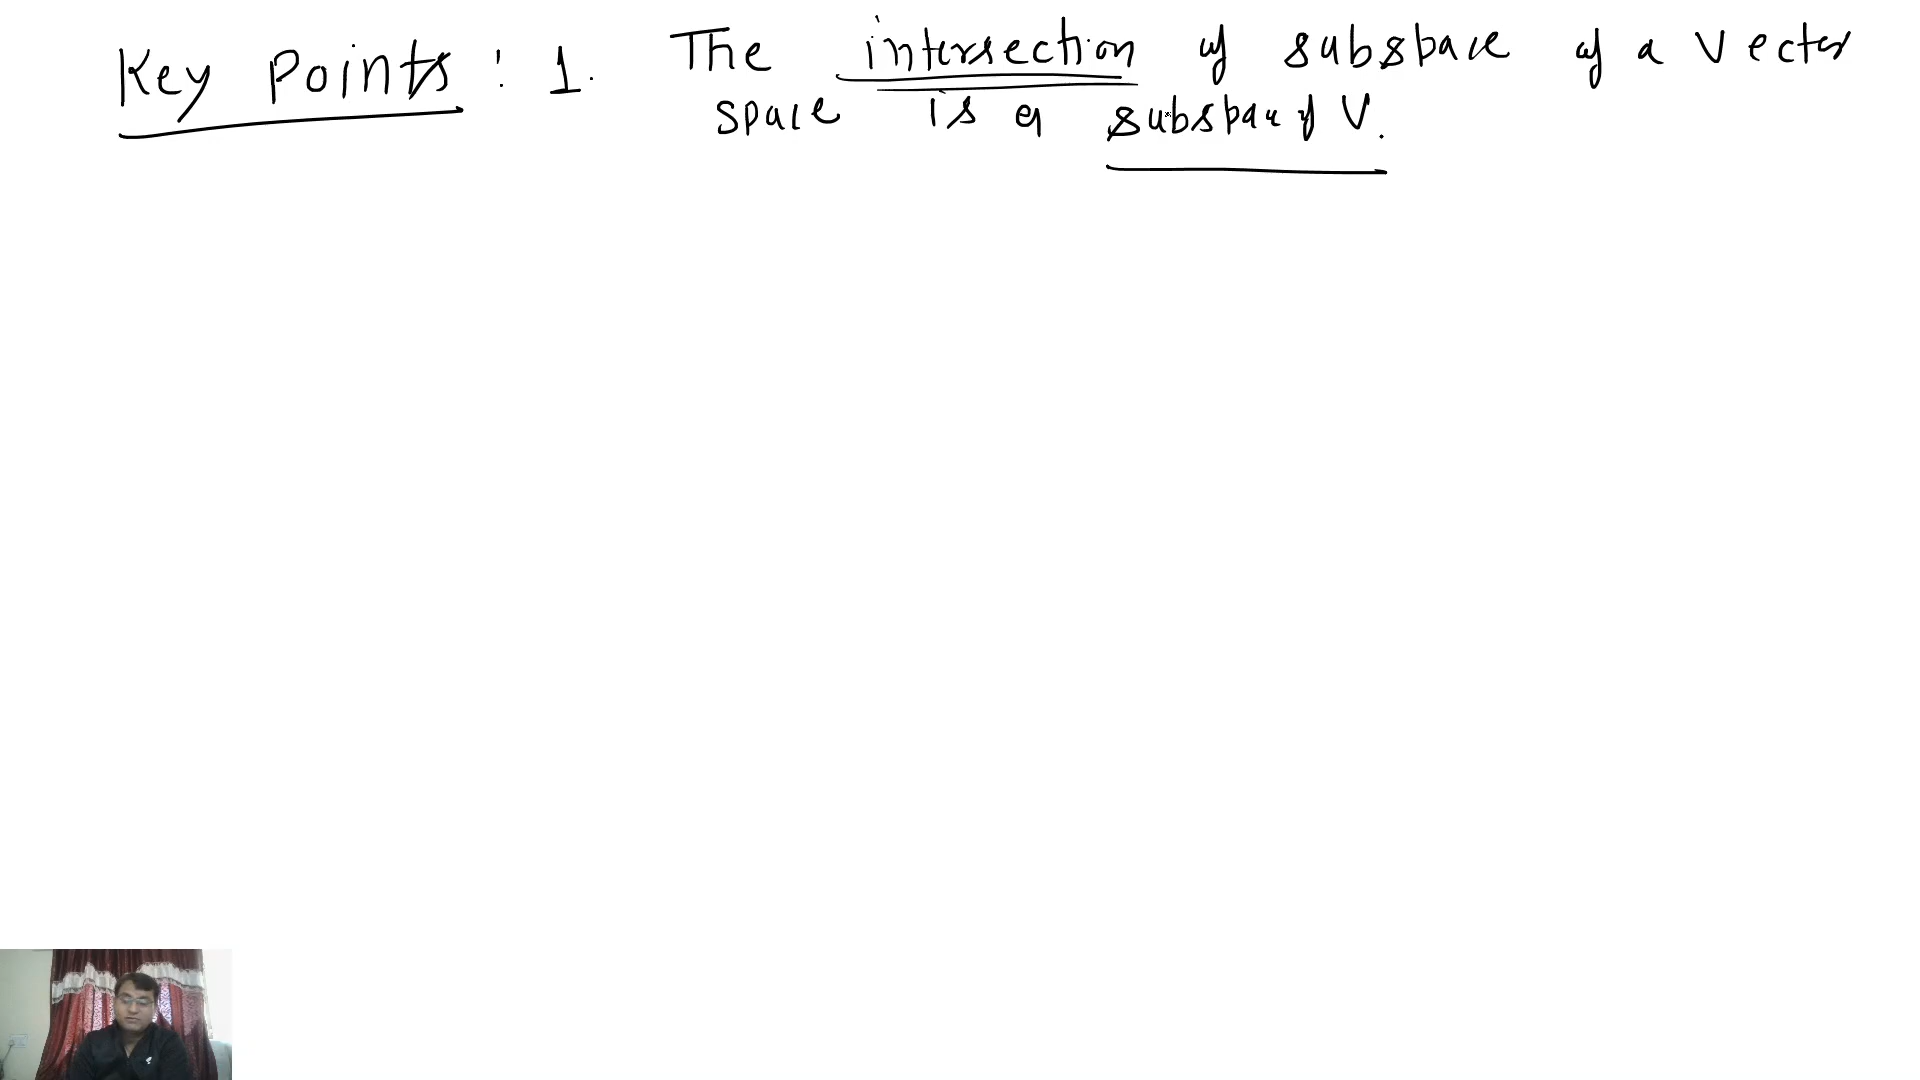 Key Points : 1. The intersection of subspace of a vector
space is a subspace of V.